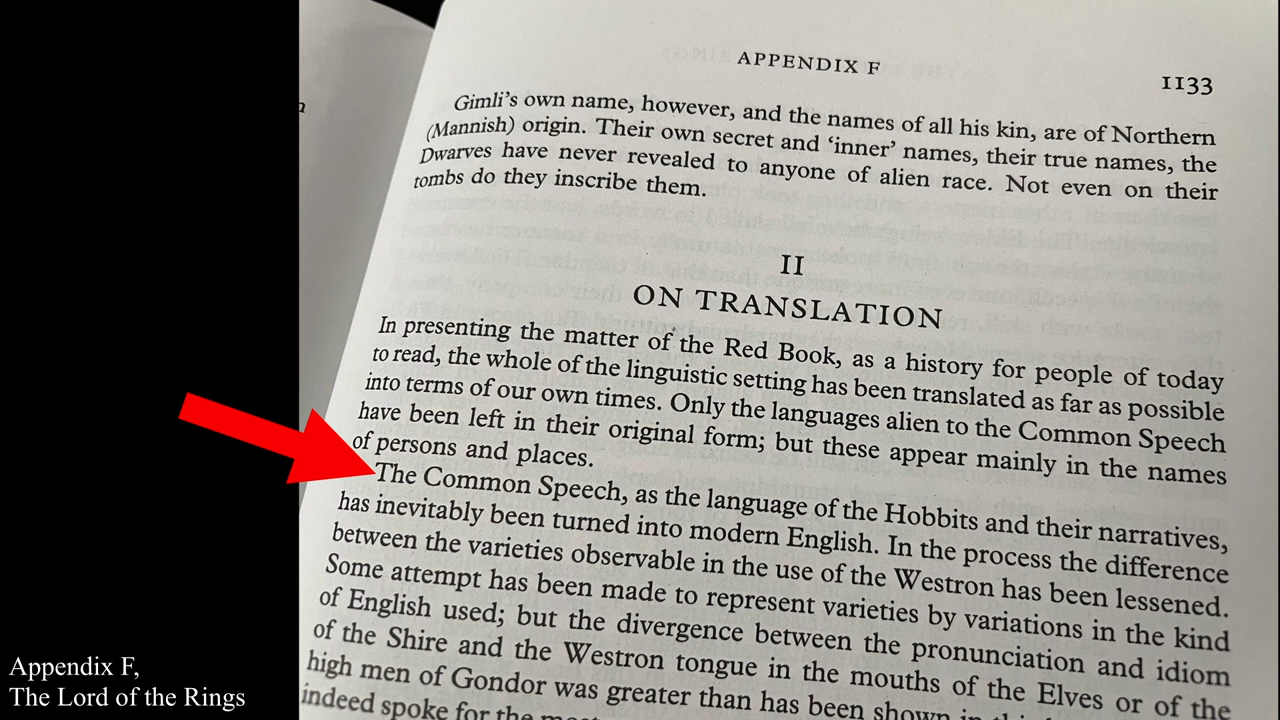 APPENDIX F
1133
Gimli's own name, however, and the names of all his kin, are of Northern
(Mannish) origin. Their own secret and ‘inner’ names, their true names, the
Dwarves have never revealed to anyone of alien race. Not even on their
tombs do they inscribe them.
II
ON TRANSLATION
In presenting the matter of the Red Book, as a history for people of today
to read, the whole of the linguistic setting has been translated as far as possible
into terms of our own times. Only the languages alien to the Common Speech
have been left in their original form; but these appear mainly in the names
of persons and places.
The Common Speech, as the language of the Hobbits and their narratives,
has inevitably been turned into modern English. In the process the difference
between the varieties observable in the use of the Westron has been lessened.
Some attempt has been made to represent varieties by variations in the kind
of English used; but the divergence between the pronunciation and idiom
of the Shire and the Westron tongue in the mouths of the Elves or of the
high men of Gondor was greater than has been shown in
indeed spoke for the
Appendix F,
The Lord of the Rings